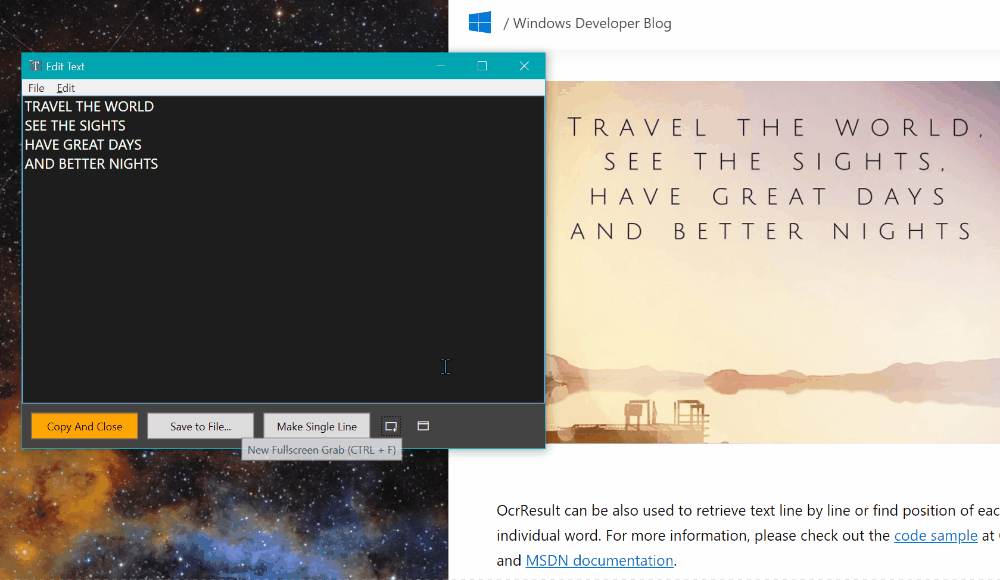 / Windows Developer Blog
Edit Text
File Edit
TRAVEL THE WORLD
SEE THE SIGHTS
HAVE GREAT DAYS
AND BETTER NIGHTS
Copy And Close
Save to File...
Make Single Line
New Fullscreen Grab (CTRL + F)
TRAVEL THE WORLD,
SEE THE SIGHTS,
HAVE GREAT DAYS
AND BETTER NIGHTS
OcrResult can be also used to retrieve text line by line or find position of eac
individual word. For more information, please check out the code sample at
and MSDN documentation.